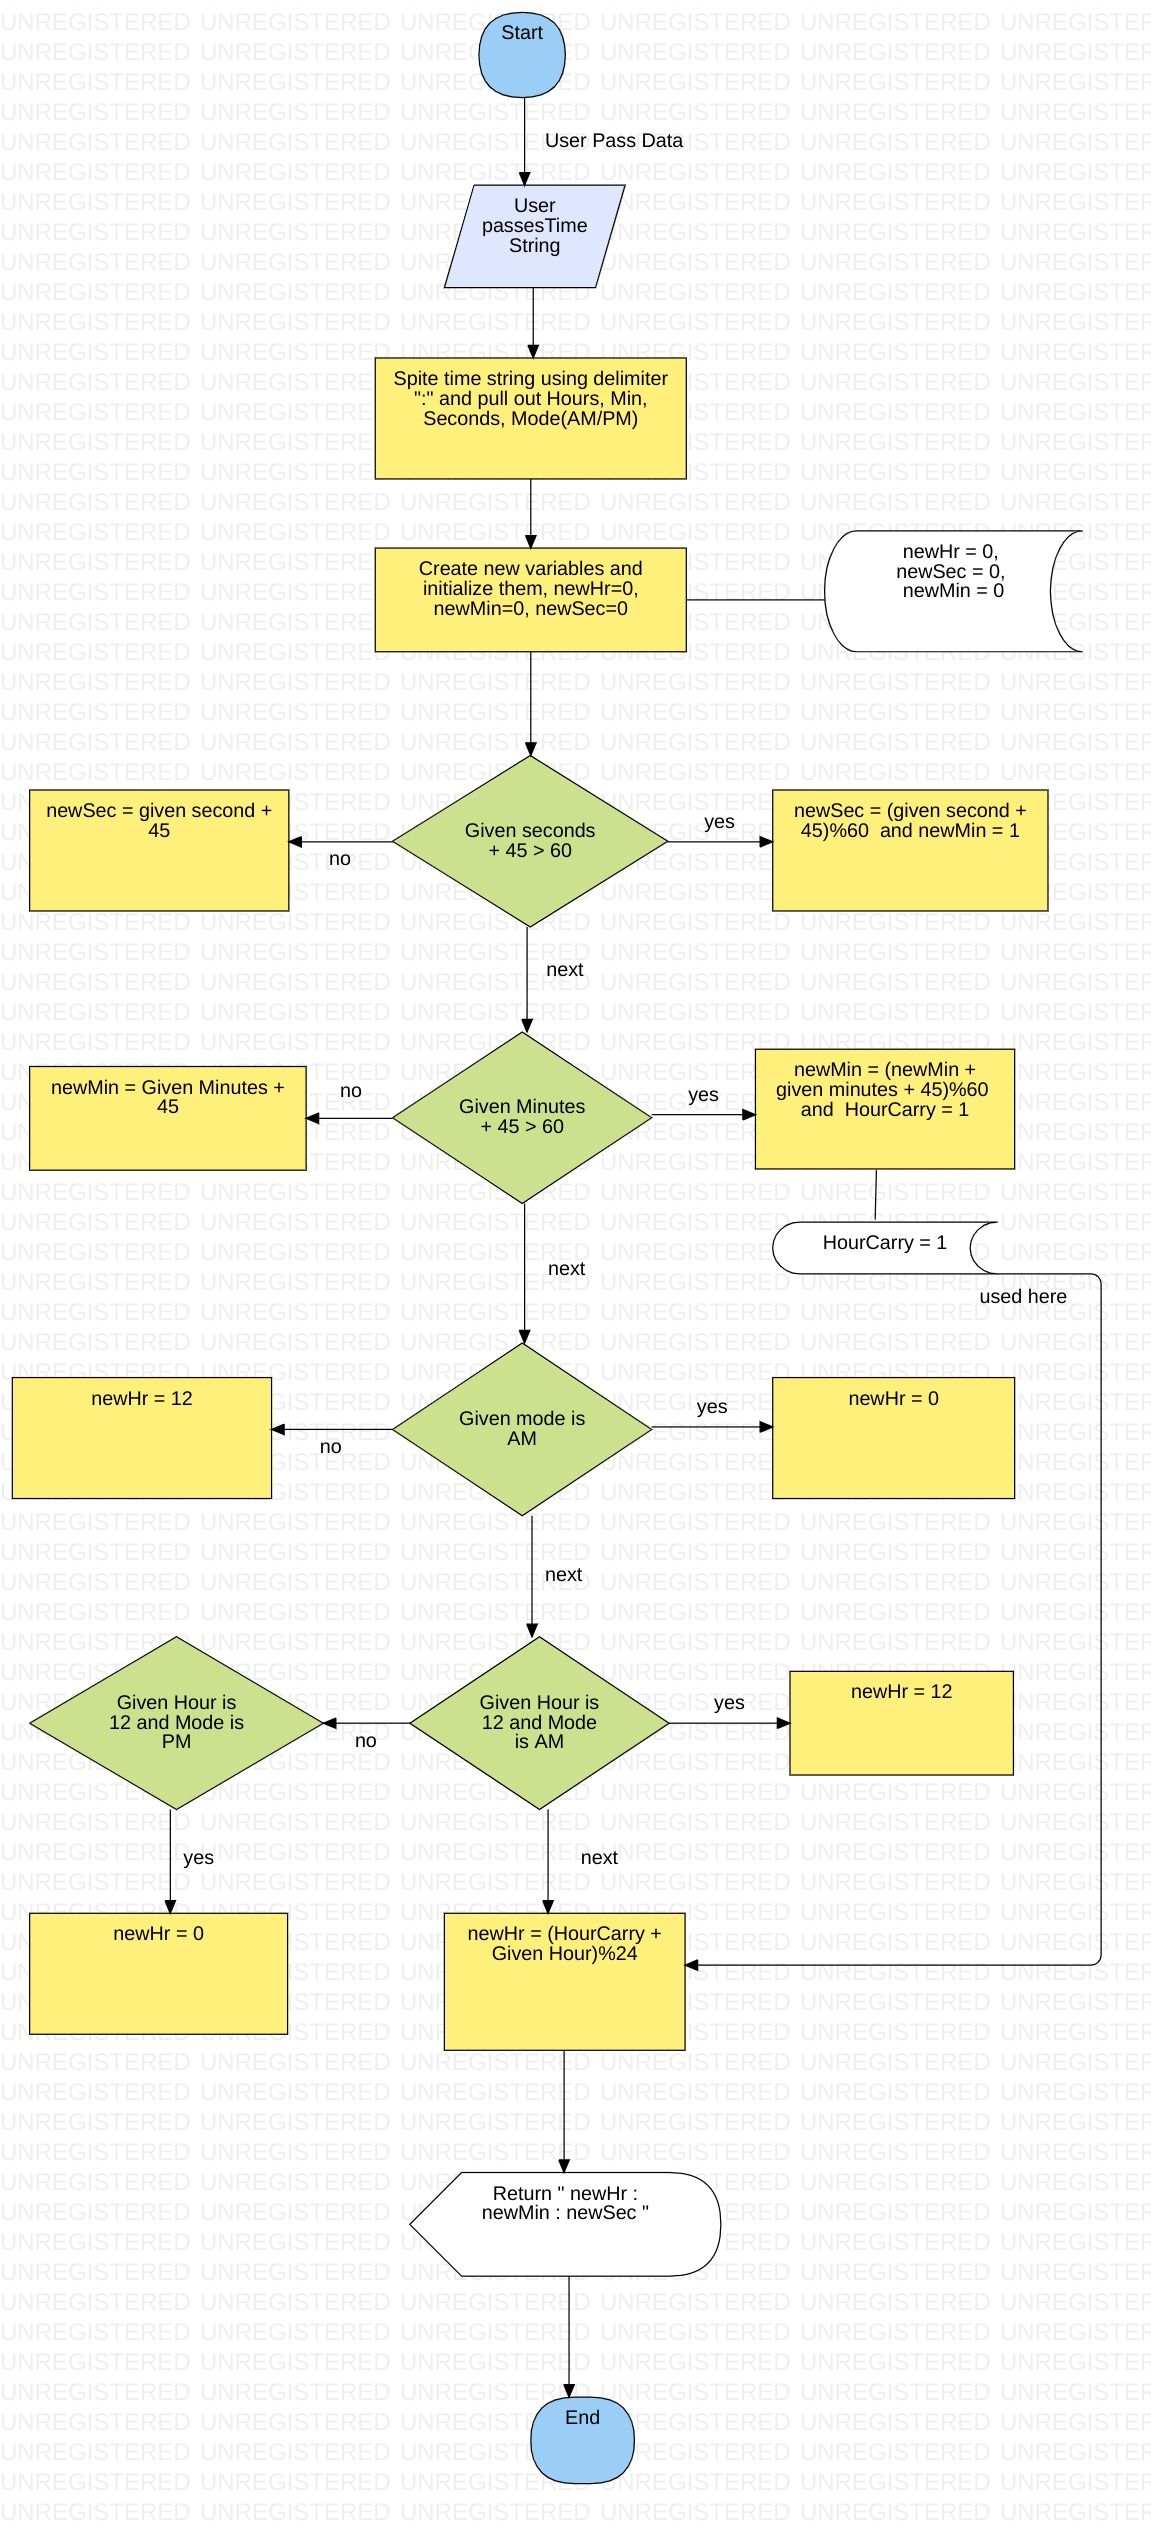 Start
User Pass Data
User
passesTime
String
Spite time string using delimiter
":" and pull out Hours, Min,
Seconds, Mode(AM/PM)
Create new variables and
initialize them, newHr=0,
newMin=0, newSec=0
newHr = 0,
newSec = 0,
newMin = 0
newSec = given second +
45
no
Given seconds
+ 45 > 60
yes
newSec = (given second +
45)%60 and newMin = 1
next
newMin = Given Minutes +
45
no
Given Minutes
+ 45 > 60
yes
newMin = (newMin +
given minutes + 45)%60
and HourCarry = 1
HourCarry = 1
used here
next
newHr = 12
no
Given mode is
AM
yes
newHr = 0
next
Given Hour is
12 and Mode is
PM
no
Given Hour is
12 and Mode
is AM
yes
newHr = 12
yes
next
newHr = 0
newHr = (HourCarry +
Given Hour)%24
Return " newHr :
newMin : newSec "
End
UNREGISTERED